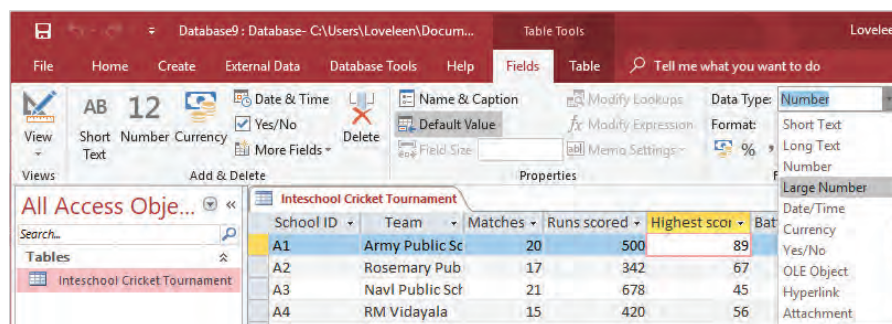 Database9 : Database- C:\Users\Loveleen\Docum... Table Tools Lovelee
File Home Create External Data Database Tools Help Fields Table Tell me what you want to do
AB 12 Date & Time Name & Caption Modify Lookups Data Type: Number
Yes/No Default Value fx Modify Expression Format: Short Text
View Short Text Number Currency More Fields Delete Field Size ab Memo Settings % , Long Text
Views Add & Delete Properties F Number
Large Number
All Access Obje... « Inteschool Cricket Tournament Date/Time
Search... School ID Team Matches Runs scored Highest scor Bat Currency
Tables A1 Army Public Sc 20 500 89 Yes/No
Inteschool Cricket Tournament A2 Rosemary Pub 17 342 67 OLE Object
A3 Navl Public Sch 21 678 45 Hyperlink
A4 RM Vidayala 15 420 56 Attachment